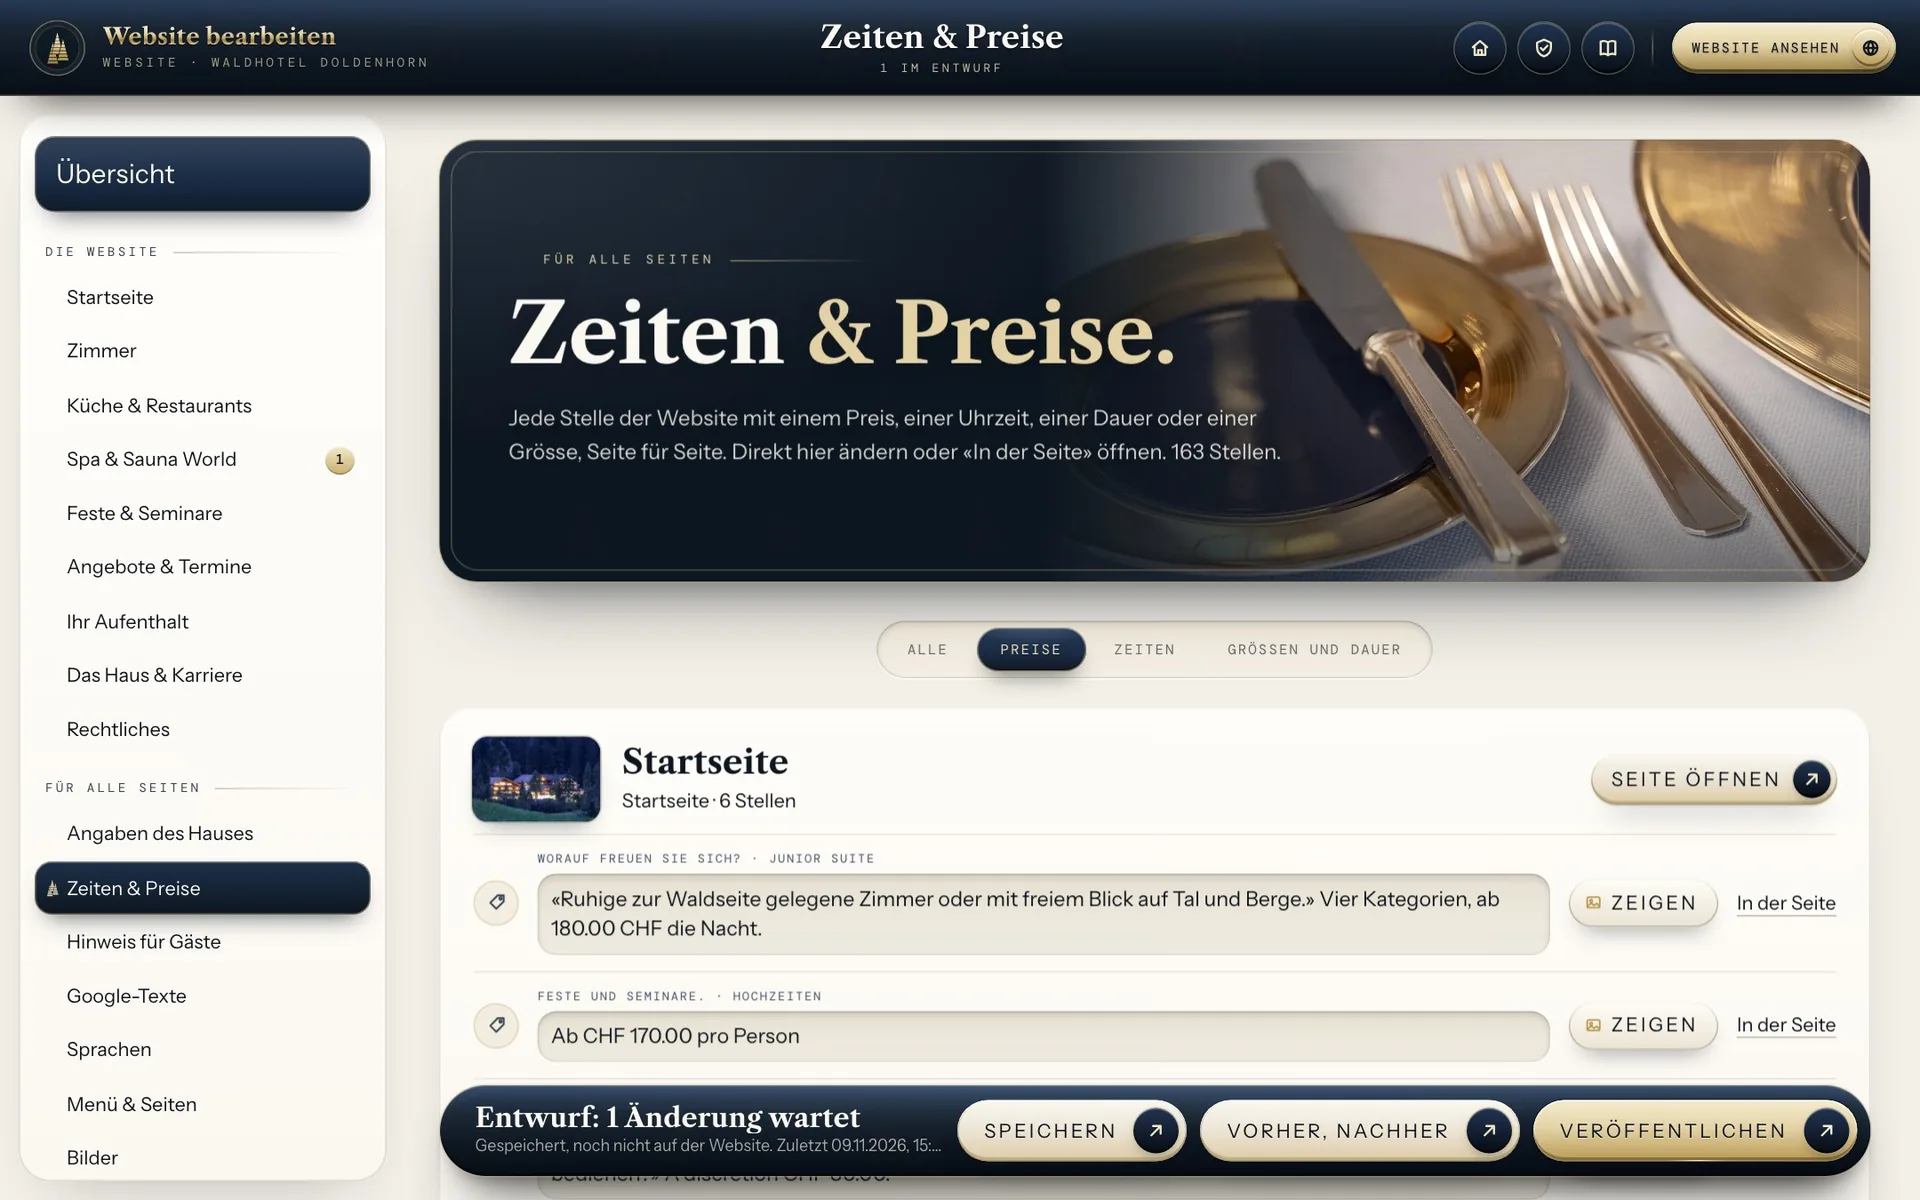 Website bearbeiten
WEBSITE · WALDHOTEL DOLDENHORN
Zeiten & Preise
1 IM ENTWURF
WEBSITE ANSEHEN
Übersicht
DIE WEBSITE
Startseite
Zimmer
Küche & Restaurants
Spa & Sauna World
1
Feste & Seminare
Angebote & Termine
Ihr Aufenthalt
Das Haus & Karriere
Rechtliches
FÜR ALLE SEITEN
Angaben des Hauses
Zeiten & Preise
Hinweis für Gäste
Google-Texte
Sprachen
Menü & Seiten
Bilder
FÜR ALLE SEITEN
Zeiten & Preise.
Jede Stelle der Website mit einem Preis, einer Uhrzeit, einer Dauer oder einer
Grösse, Seite für Seite. Direkt hier ändern oder «In der Seite» öffnen. 163 Stellen.
ALLE
PREISE
ZEITEN
GRÖSSEN UND DAUER
Startseite
Startseite · 6 Stellen
SEITE ÖFFNEN
WORAUF FREUEN SIE SICH? · JUNIOR SUITE
«Ruhige zur Waldseite gelegene Zimmer oder mit freiem Blick auf Tal und Berge.» Vier Kategorien, ab
180.00 CHF die Nacht.
ZEIGEN
In der Seite
FESTE UND SEMINARE. · HOCHZEITEN
Ab CHF 170.00 pro Person
ZEIGEN
In der Seite
Entwurf: 1 Änderung wartet
Gespeichert, noch nicht auf der Website. Zuletzt 09.11.2026, 15:...
SPEICHERN
VORHER, NACHHER
VERÖFFENTLICHEN